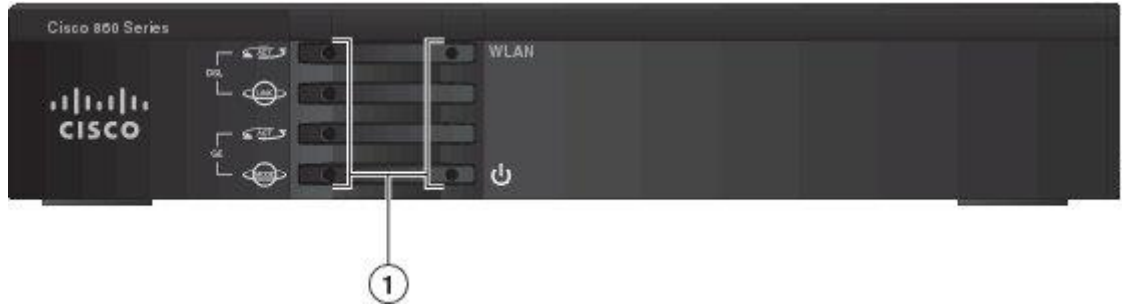 Cisco 860 Series
WLAN
DSL
ACT
LINK
CISCO
ACT
GE
MODE
1